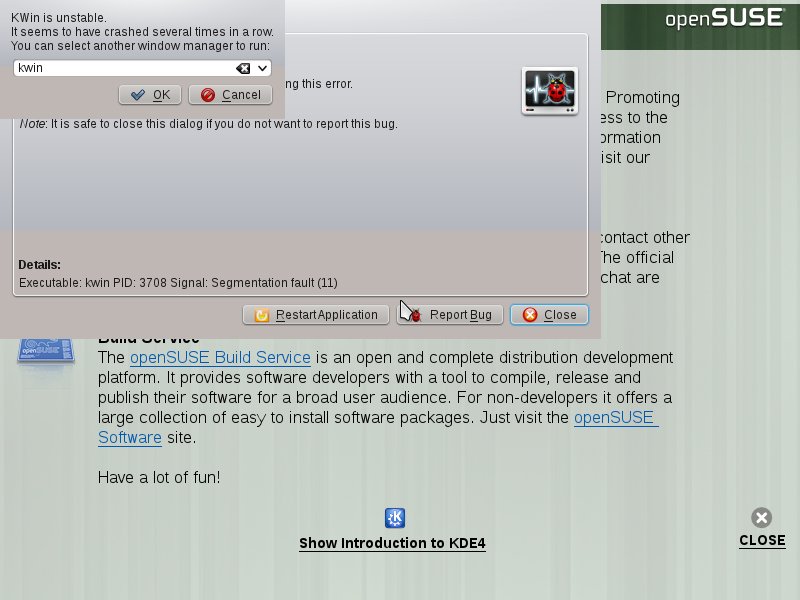 KWin is unstable.
It seems to have crashed several times in a row.
You can select another window manager to run:
kwin
OK
Cancel
ng this error.
Note: It is safe to close this dialog if you do not want to report this bug.
Details:
Executable: kwin PID: 3708 Signal: Segmentation fault (11)
Restart Application
Report Bug
Close
openSUSE
Promoting
ess to the
ormation
isit our
contact other
The official
chat are
Build Service
openSUSE
The openSUSE Build Service is an open and complete distribution development
platform. It provides software developers with a tool to compile, release and
publish their software for a broad user audience. For non-developers it offers a
large collection of easy to install software packages. Just visit the openSUSE
Software site.
Have a lot of fun!
Show Introduction to KDE4
CLOSE